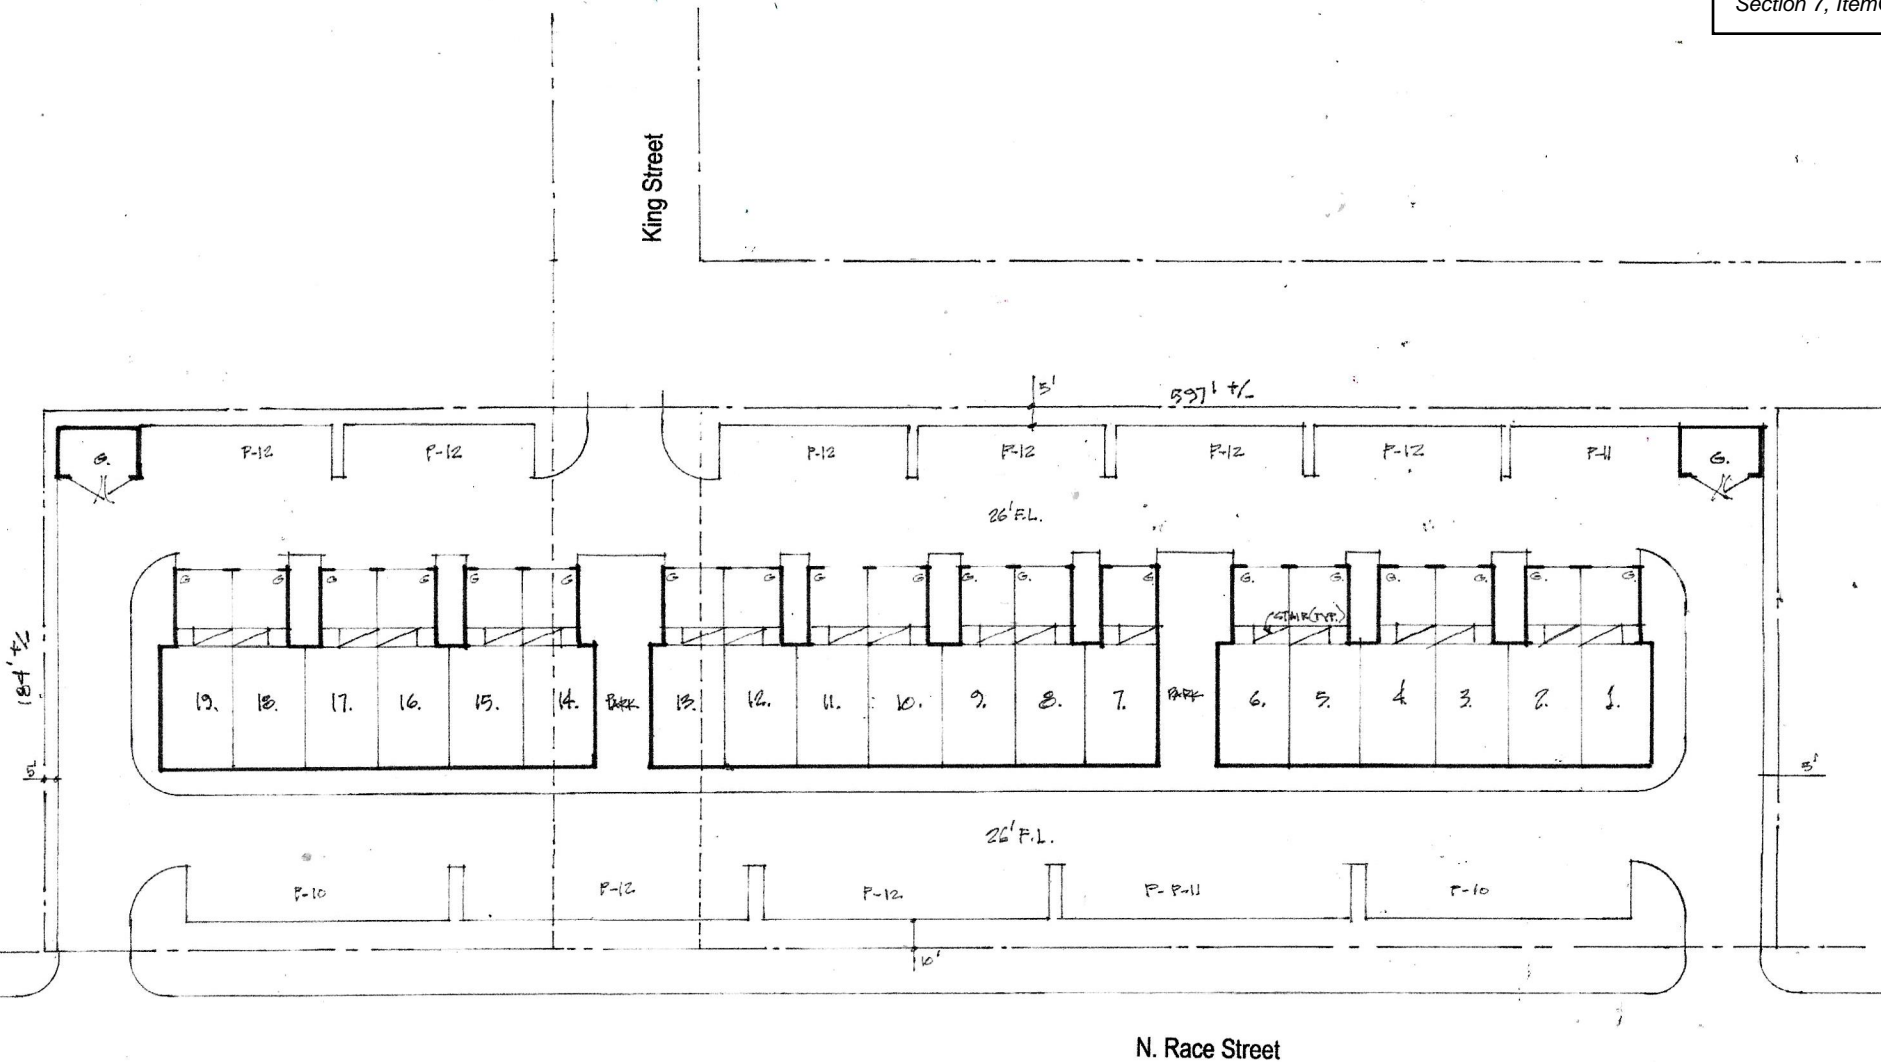 Section 7, Item
King Street
5'
597' +/-
G. P-12 P-12 P-12 P-12 P-12 P-12 P-11 G.
26' F.L.
G G G G G G G G G G G. G. G G. G. G. G. G. G.
STAIR (TYP.)
184' +/-
19. 18. 17. 16. 15. 14. PARK 13. 12. 11. 10. 9. 8. 7. PARK 6. 5. 4. 3. 2. 1.
5' 5'
26' F.L.
P-10 P-12 P-12 P- P-11 P-10
10'
N. Race Street